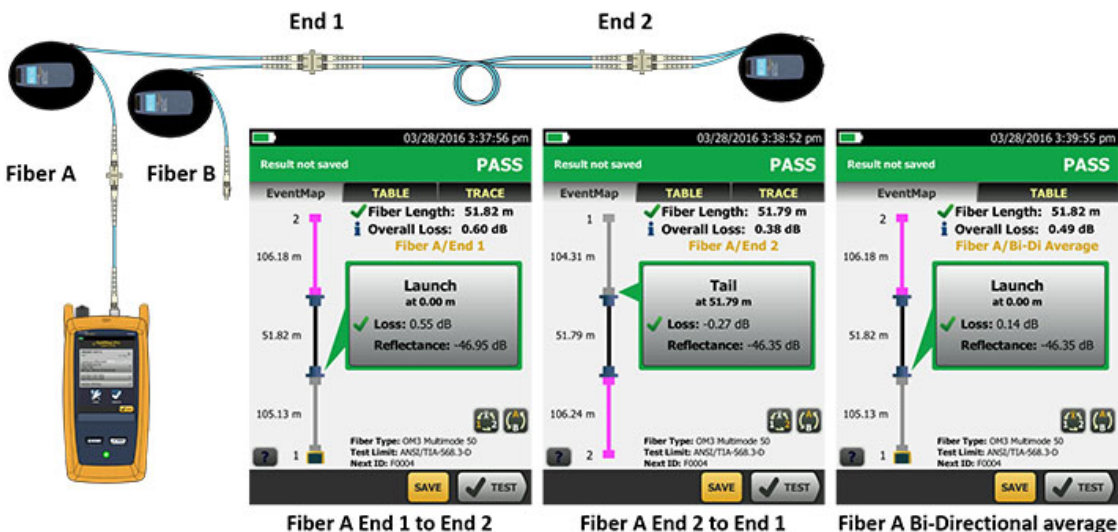 End 1
End 2
Fiber A
Fiber B
03/28/2016 3:37:56 pm
Result not saved
PASS
EventMap
TABLE
TRACE
2
Fiber Length: 51.82 m
i Overall Loss: 0.60 dB
Fiber A/End 1
106.18 m
Launch
at 0.00 m
51.82 m
Loss: 0.55 dB
Reflectance: -46.95 dB
105.13 m
Fiber Type: OM3 Multimode 50
Test Limit: ANSI/TIA-568.3-D
1
Next ID: F0004
?
SAVE
TEST
Fiber A End 1 to End 2
03/28/2016 3:38:52 pm
Result not saved
PASS
EventMap
TABLE
TRACE
1
Fiber Length: 51.79 m
i Overall Loss: 0.38 dB
Fiber A/End 2
104.31 m
Tail
at 51.79 m
51.79 m
Loss: -0.27 dB
Reflectance: -46.35 dB
106.24 m
Fiber Type: OM3 Multimode 50
Test Limit: ANSI/TIA-568.3-D
2
Next ID: F0004
?
SAVE
TEST
Fiber A End 2 to End 1
03/28/2016 3:39:55 pm
Result not saved
PASS
EventMap
TABLE
2
Fiber Length: 51.82 m
i Overall Loss: 0.49 dB
Fiber A/Bi-Di Average
106.18 m
Launch
at 0.00 m
51.82 m
Loss: 0.14 dB
Reflectance: -46.35 dB
105.13 m
Fiber Type: OM3 Multimode 50
Test Limit: ANSI/TIA-568.3-D
1
Next ID: F0004
?
SAVE
TEST
Fiber A Bi-Directional average